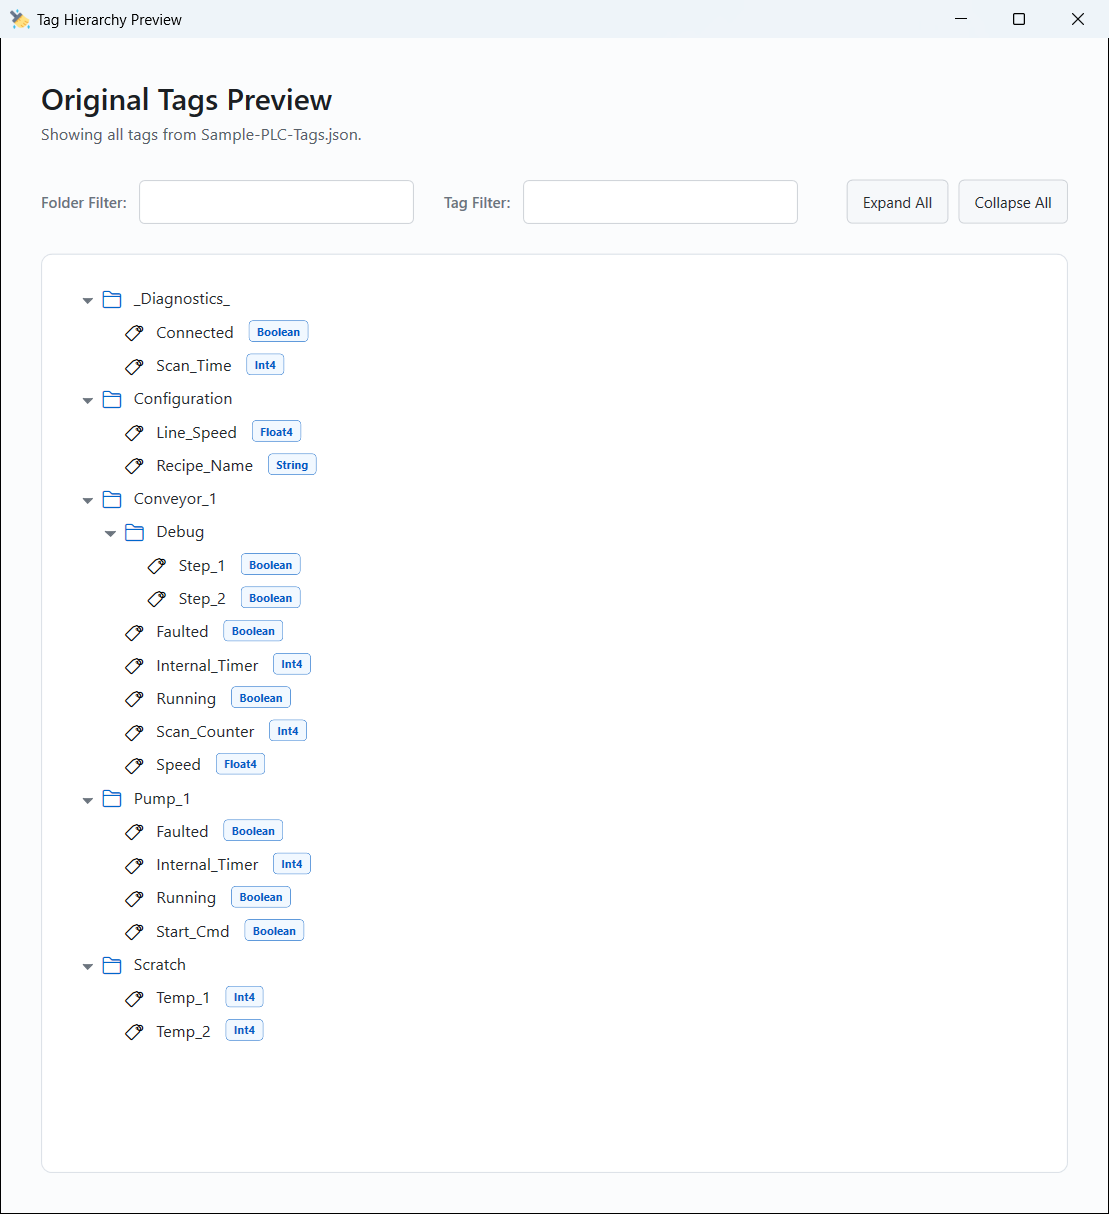 Tag Hierarchy Preview
Original Tags Preview
Showing all tags from Sample-PLC-Tags.json.
Folder Filter: Tag Filter: Expand All Collapse All
_Diagnostics_
Connected Boolean
Scan_Time Int4
Configuration
Line_Speed Float4
Recipe_Name String
Conveyor_1
Debug
Step_1 Boolean
Step_2 Boolean
Faulted Boolean
Internal_Timer Int4
Running Boolean
Scan_Counter Int4
Speed Float4
Pump_1
Faulted Boolean
Internal_Timer Int4
Running Boolean
Start_Cmd Boolean
Scratch
Temp_1 Int4
Temp_2 Int4